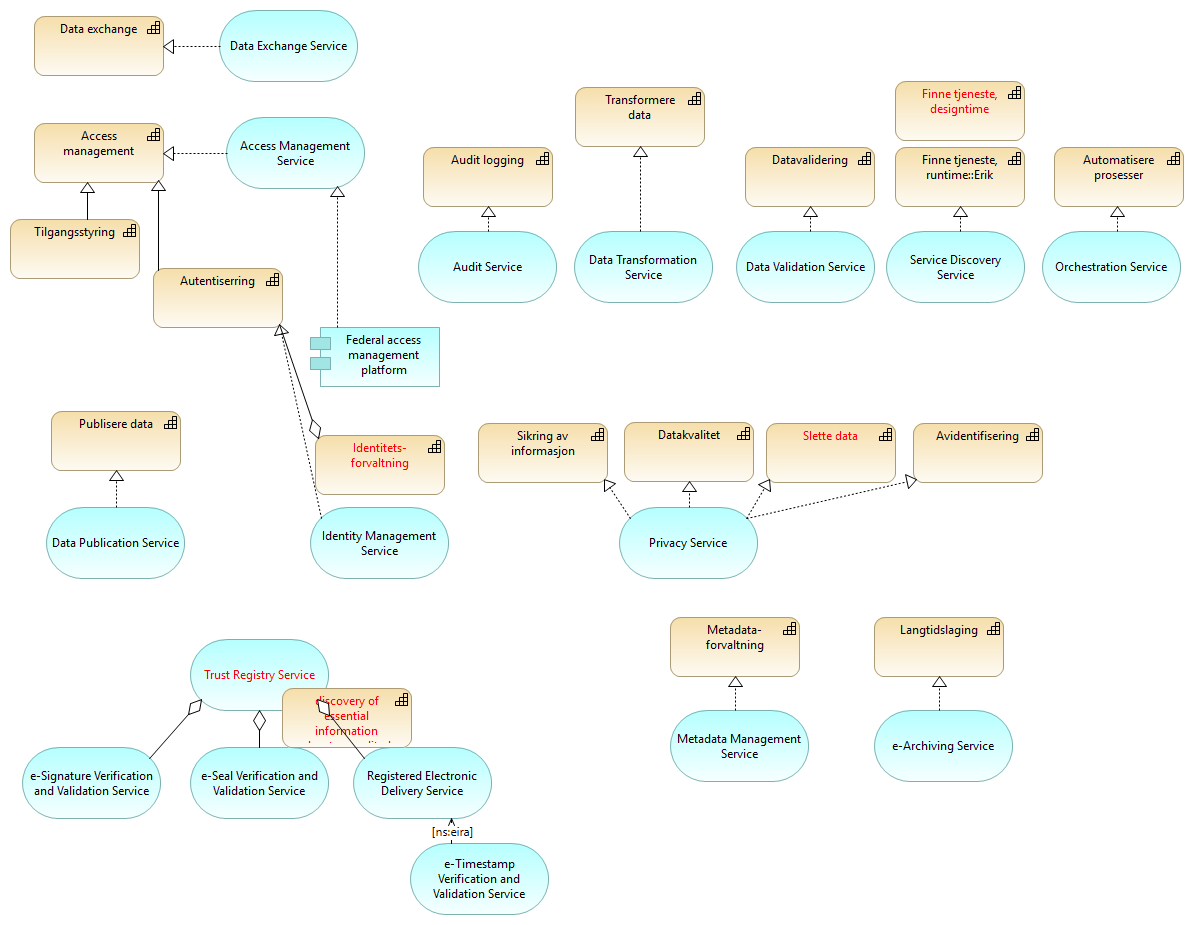 Data exchange
Data Exchange Service
Access
management
Access Management
Service
Tilgangsstyring
Autentiserring
Federal access
management
platform
Transformere
data
Finne tjeneste,
designtime
Audit logging
Datavalidering
Finne tjeneste,
runtime::Erik
Automatisere
prosesser
Audit Service
Data Transformation
Service
Data Validation Service
Service Discovery
Service
Orchestration Service
Publisere data
Identitets-
forvaltning
Data Publication Service
Identity Management
Service
Sikring av
informasjon
Datakvalitet
Slette data
Avidentifisering
Privacy Service
Trust Registry Service
discovery of
essential
information
e-Signature Verification
and Validation Service
e-Seal Verification and
Validation Service
Registered Electronic
Delivery Service
[ns:eira]
e-Timestamp
Verification and
Validation Service
Metadata-
forvaltning
Langtidslaging
Metadata Management
Service
e-Archiving Service